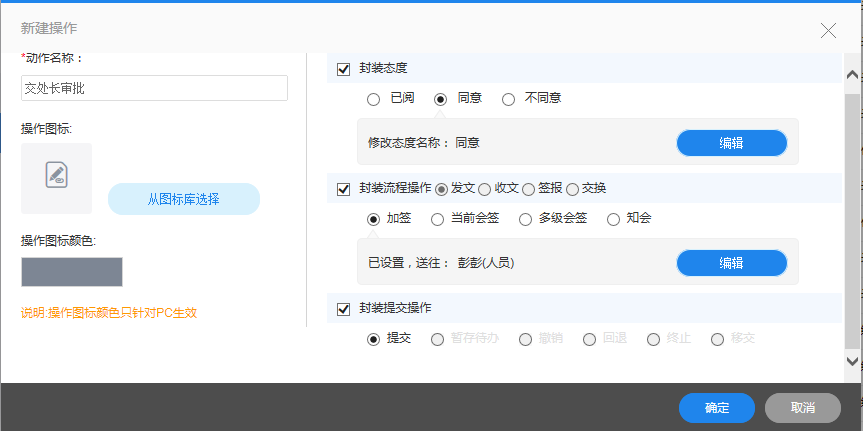 新建操作
*动作名称：
交处长审批
操作图标:
从图标库选择
操作图标颜色:
说明:操作图标颜色只针对PC生效
封装态度
已阅 同意 不同意
修改态度名称： 同意 编辑
封装流程操作 发文 收文 签报 交换
加签 当前会签 多级会签 知会
已设置，送往： 彭彭(人员) 编辑
封装提交操作
提交 暂存待办 撤销 回退 终止 移交
确定 取消